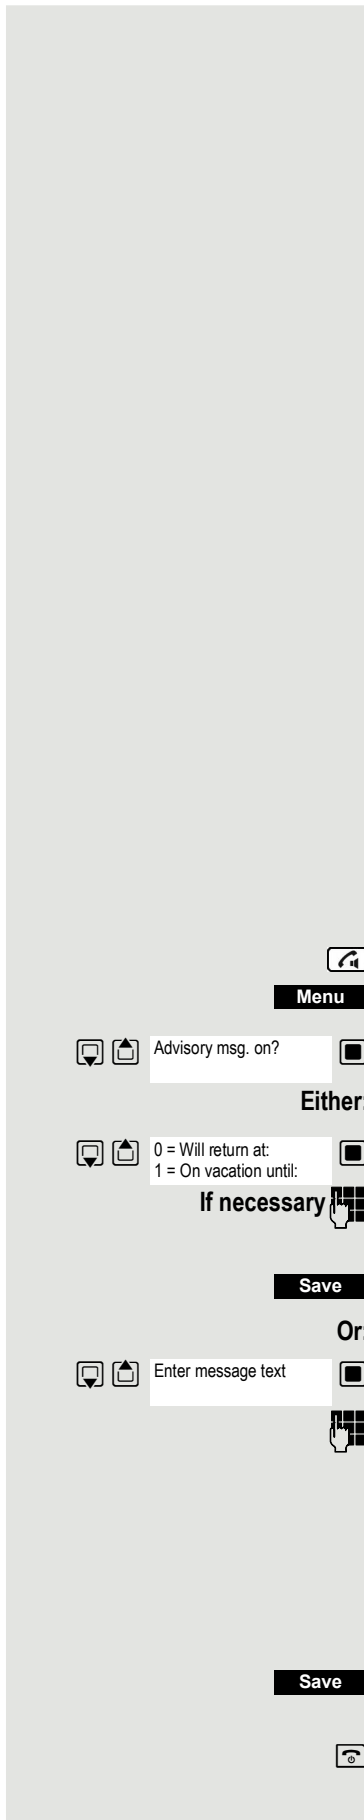 Menu
Advisory msg. on?
Either:
0 = Will return at:
1 = On vacation until:
If necessary
Save
Or:
Enter message text
Save